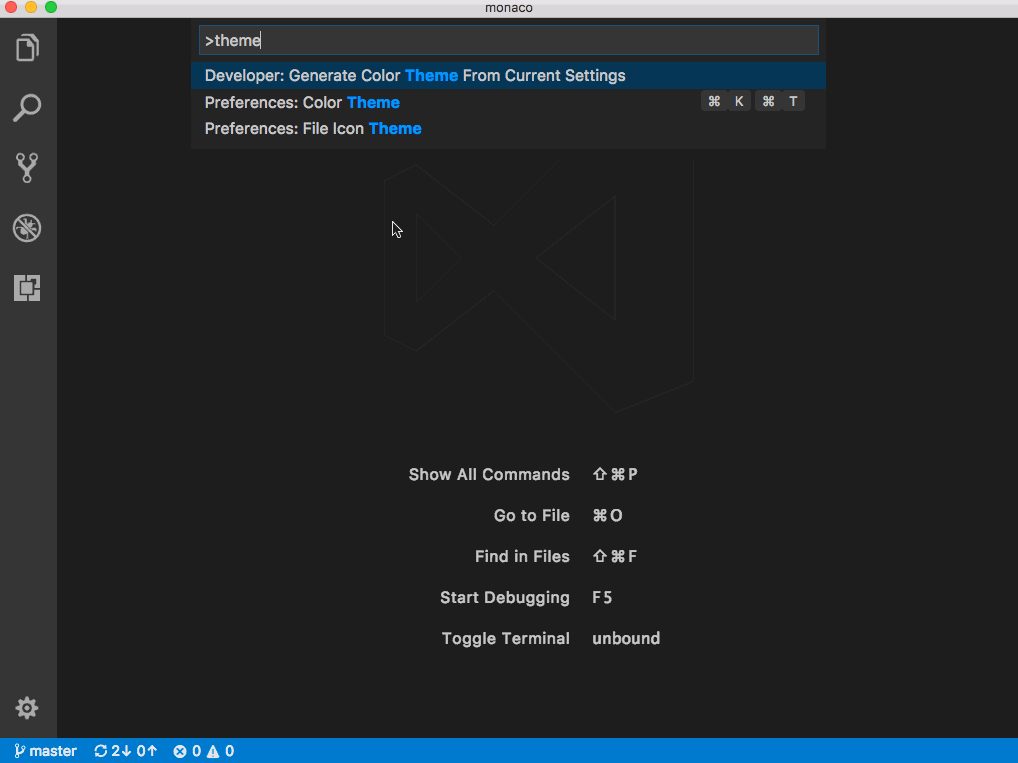 monaco
>theme
Developer: Generate Color Theme From Current Settings
Preferences: Color Theme ⌘ K ⌘ T
Preferences: File Icon Theme
Show All Commands ⇧⌘P
Go to File ⌘O
Find in Files ⇧⌘F
Start Debugging F5
Toggle Terminal unbound
master 2↓ 0↑ 0 0